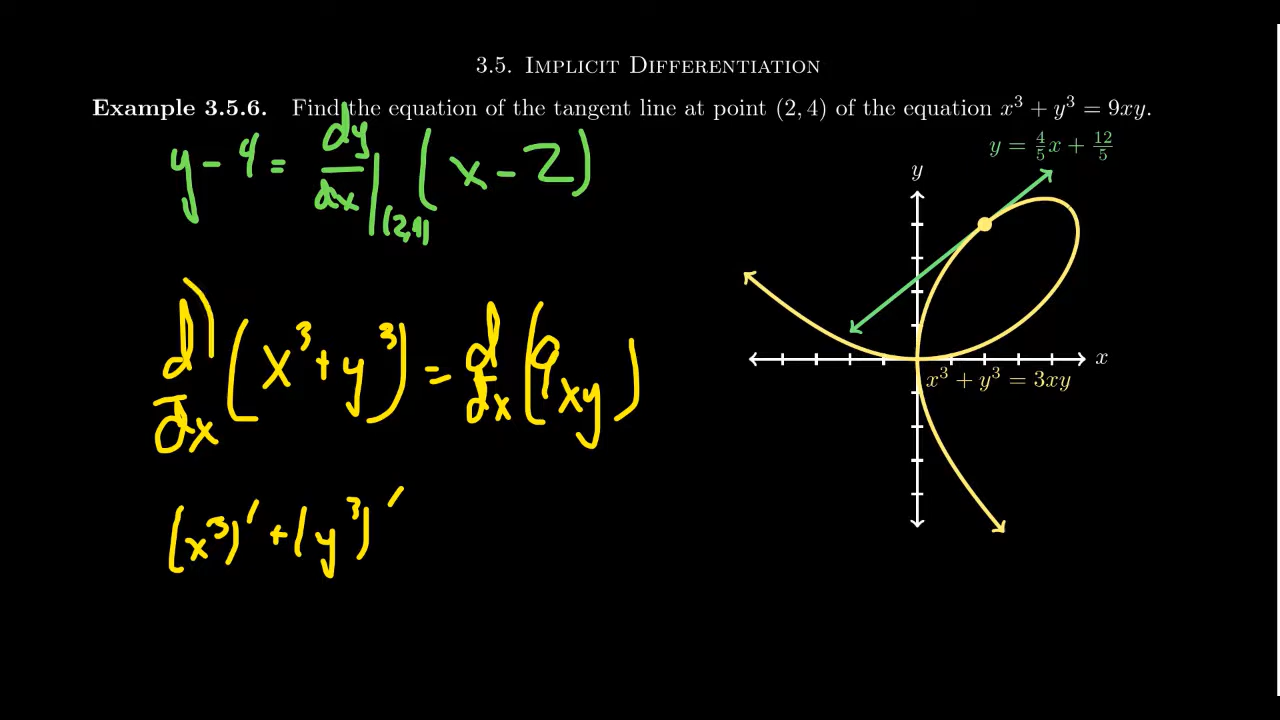 3.5. Implicit Differentiation
Example 3.5.6. Find the equation of the tangent line at point (2, 4) of the equation x³ + y³ = 9xy.
y - 4 = dy/dx |(2,4) (x - 2)
y = 4/5 x + 12/5
y
d/dx (x³ + y³) = d/dx (9xy)
x
x³ + y³ = 3xy
(x³)′ + (y³)′